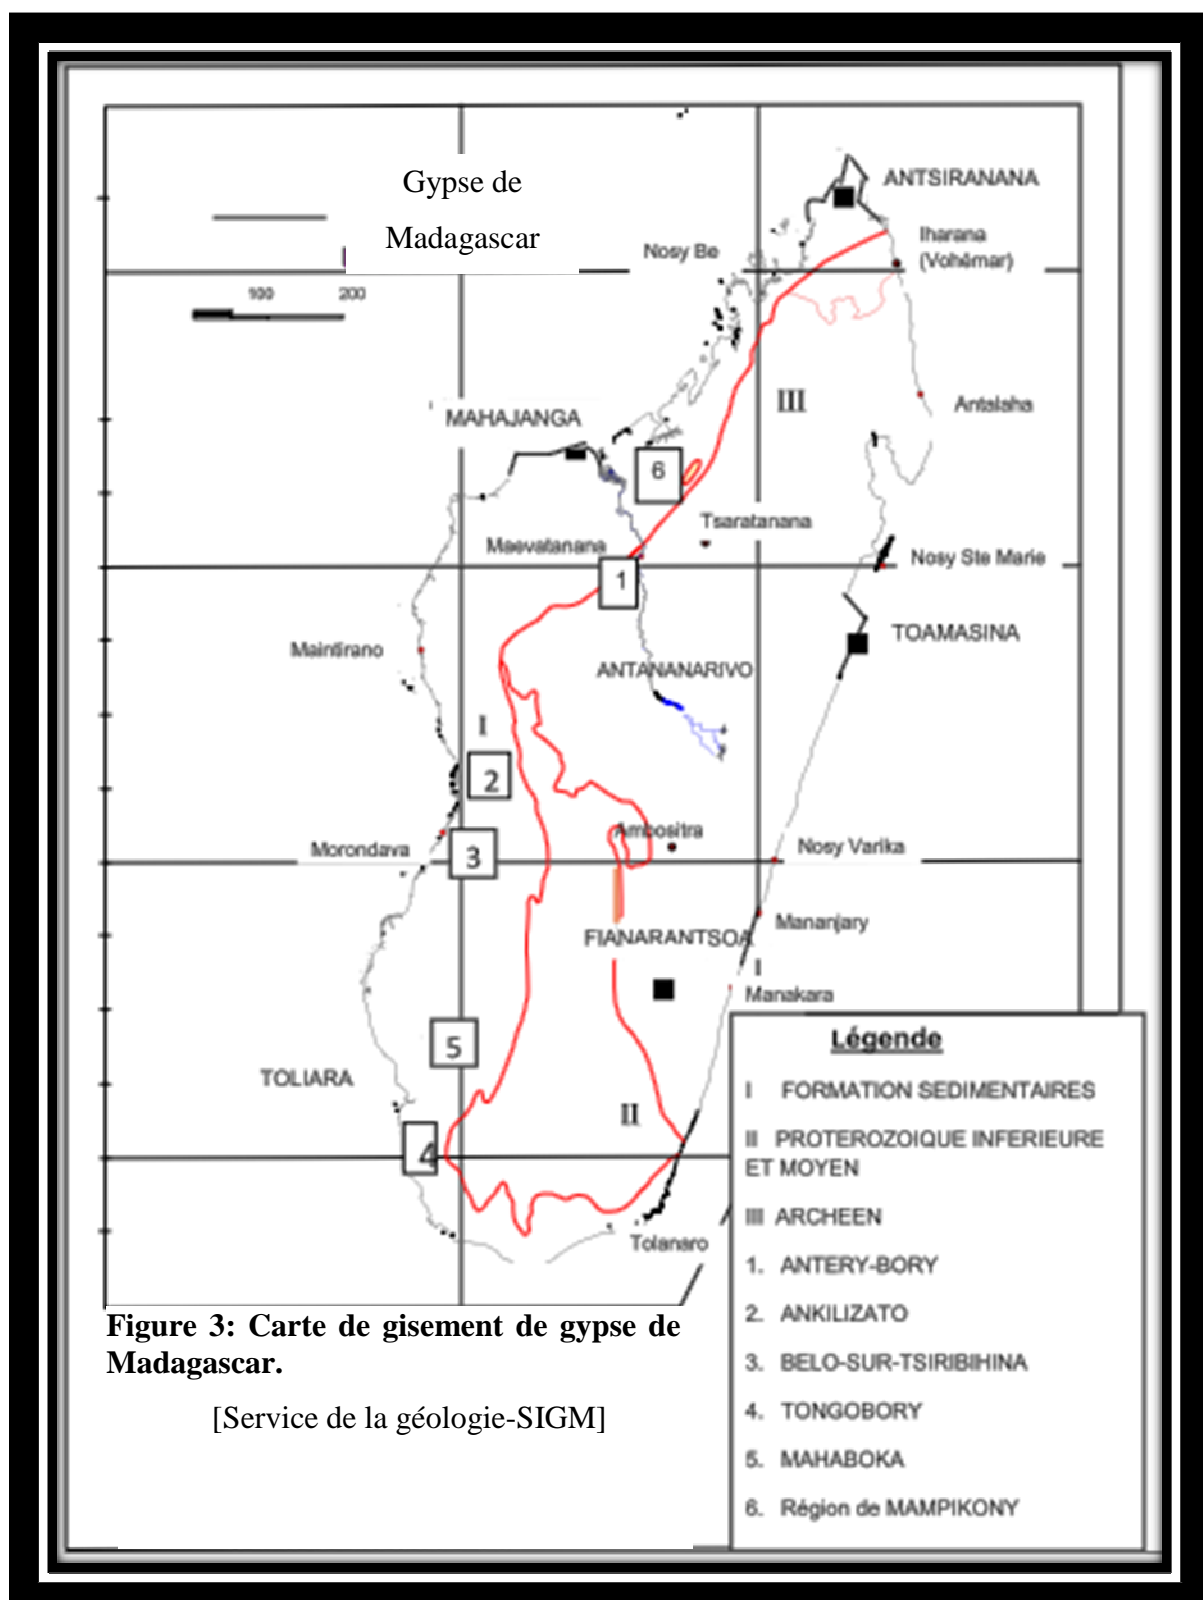 Gypse de
Madagascar
100 200
ANTSIRANANA
Iharana
(Vohémar)
Nosy Be
III
Antalaha
MAHAJANGA
6
Tsaratanana
Maevatanana
Nosy Ste Marie
1
TOAMASINA
Maintirano
ANTANANARIVO
I
2
Ambositra
Morondava
3
Nosy Varika
Mananjary
FIANARANTSOA
I
Manakara
5
TOLIARA
II
4
Tolanaro
Légende
I FORMATION SEDIMENTAIRES
II PROTEROZOIQUE INFERIEURE
ET MOYEN
III ARCHEEN
1. ANTERY-BORY
2. ANKILIZATO
3. BELO-SUR-TSIRIBIHINA
4. TONGOBORY
5. MAHABOKA
6. Région de MAMPIKONY
Figure 3: Carte de gisement de gypse de
Madagascar.
[Service de la géologie-SIGM]